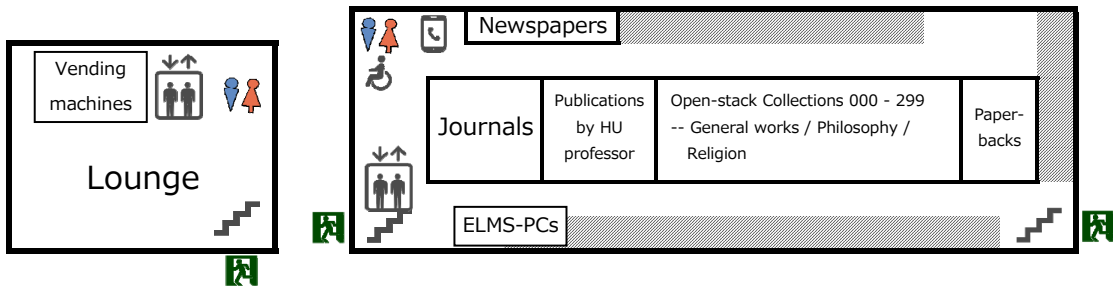 Vending
machines
Lounge
Newspapers
Journals
Publications
by HU
professor
Open-stack Collections 000 - 299
-- General works / Philosophy /
Religion
Paper-
backs
ELMS-PCs